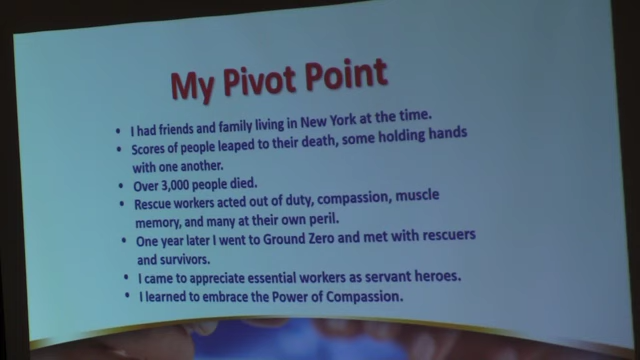 My Pivot Point
• I had friends and family living in New York at the time.
• Scores of people leaped to their death, some holding hands
with one another.
• Over 3,000 people died.
• Rescue workers acted out of duty, compassion, muscle
memory, and many at their own peril.
• One year later I went to Ground Zero and met with rescuers
and survivors.
• I came to appreciate essential workers as servant heroes.
• I learned to embrace the Power of Compassion.